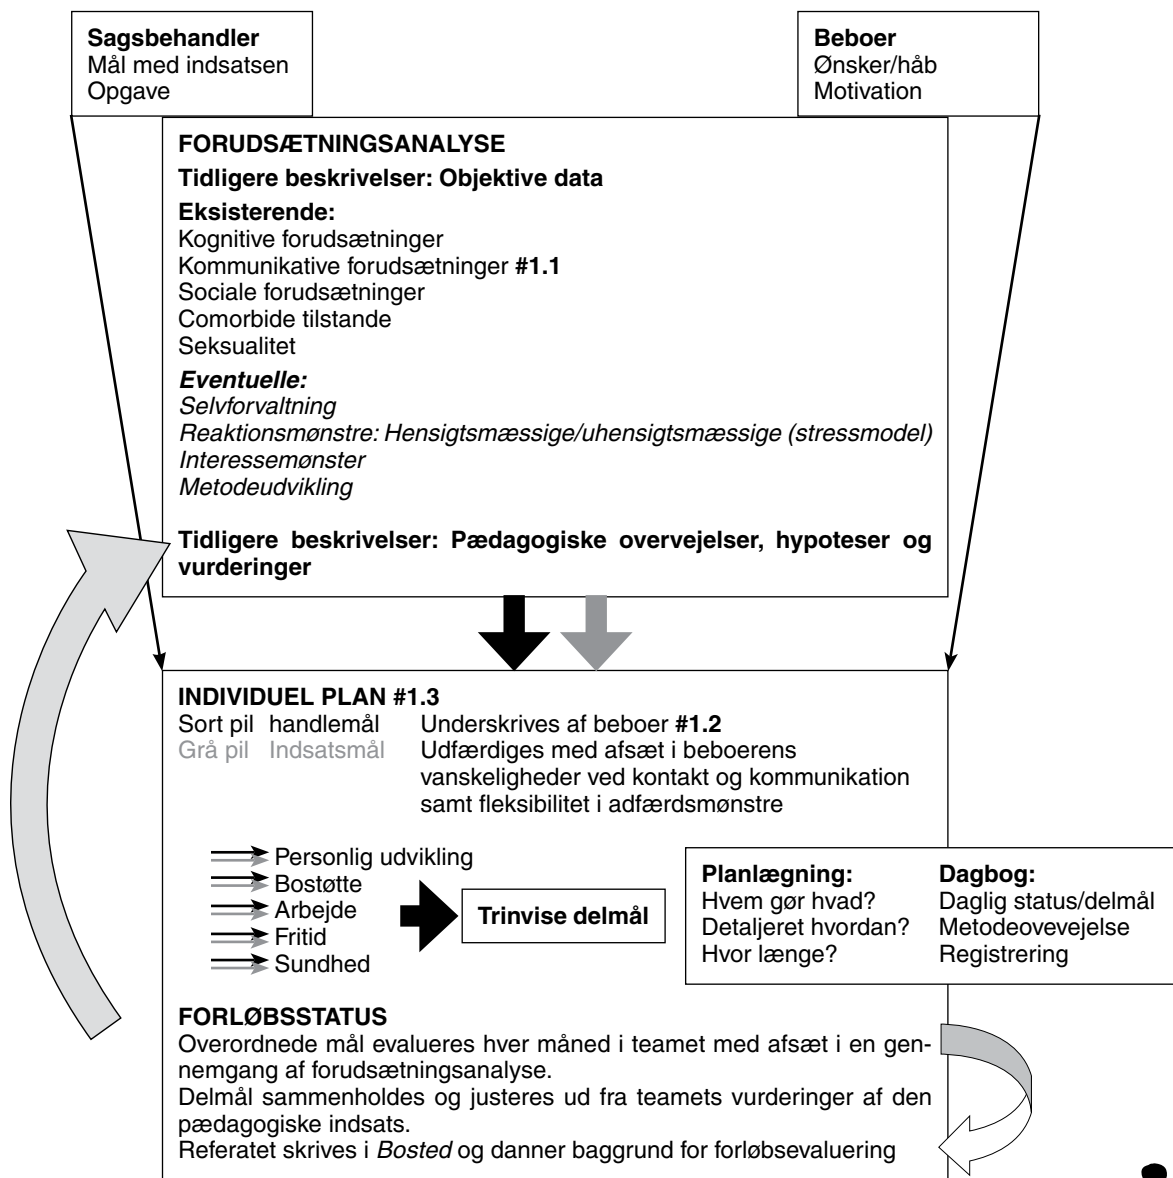 Sagsbehandler
Mål med indsatsen
Opgave
Beboer
Ønsker/håb
Motivation
FORUDSÆTNINGSANALYSE
Tidligere beskrivelser: Objektive data
Eksisterende:
Kognitive forudsætninger
Kommunikative forudsætninger #1.1
Sociale forudsætninger
Comorbide tilstande
Seksualitet
Eventuelle:
Selvforvaltning
Reaktionsmønstre: Hensigtsmæssige/uhensigtsmæssige (stressmodel)
Interessemønster
Metodeudvikling
Tidligere beskrivelser: Pædagogiske overvejelser, hypoteser og
vurderinger
INDIVIDUEL PLAN #1.3
Sort pil handlemål Underskrives af beboer #1.2
Grå pil Indsatsmål Udfærdiges med afsæt i beboerens
vanskeligheder ved kontakt og kommunikation
samt fleksibilitet i adfærdsmønstre
Personlig udvikling
Bostøtte
Arbejde
Fritid
Sundhed
Trinvise delmål
Planlægning:
Hvem gør hvad?
Detaljeret hvordan?
Hvor længe?
Dagbog:
Daglig status/delmål
Metodeovevejelse
Registrering
FORLØBSSTATUS
Overordnede mål evalueres hver måned i teamet med afsæt i en gen-
nemgang af forudsætningsanalyse.
Delmål sammenholdes og justeres ud fra teamets vurderinger af den
pædagogiske indsats.
Referatet skrives i Bosted og danner baggrund for forløbsevaluering